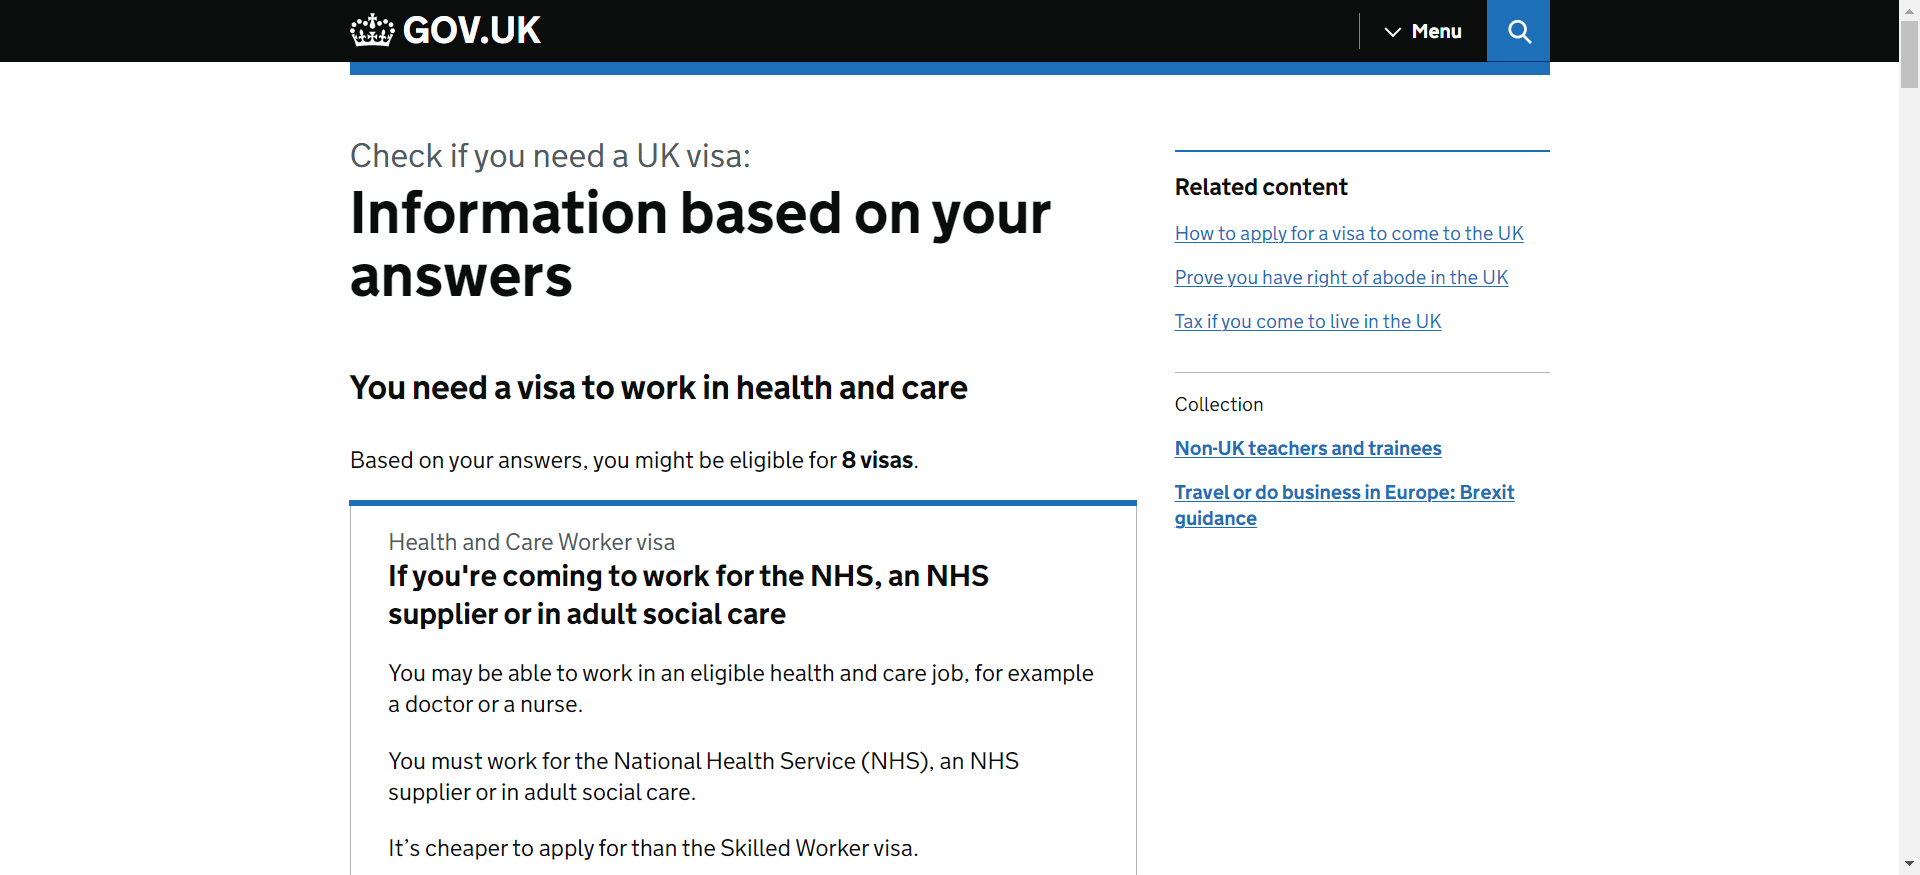 GOV.UK
Menu
Check if you need a UK visa:
Information based on your
answers
You need a visa to work in health and care
Based on your answers, you might be eligible for 8 visas.
Health and Care Worker visa
If you're coming to work for the NHS, an NHS
supplier or in adult social care
You may be able to work in an eligible health and care job, for example
a doctor or a nurse.
You must work for the National Health Service (NHS), an NHS
supplier or in adult social care.
It’s cheaper to apply for than the Skilled Worker visa.
Related content
How to apply for a visa to come to the UK
Prove you have right of abode in the UK
Tax if you come to live in the UK
Collection
Non-UK teachers and trainees
Travel or do business in Europe: Brexit
guidance